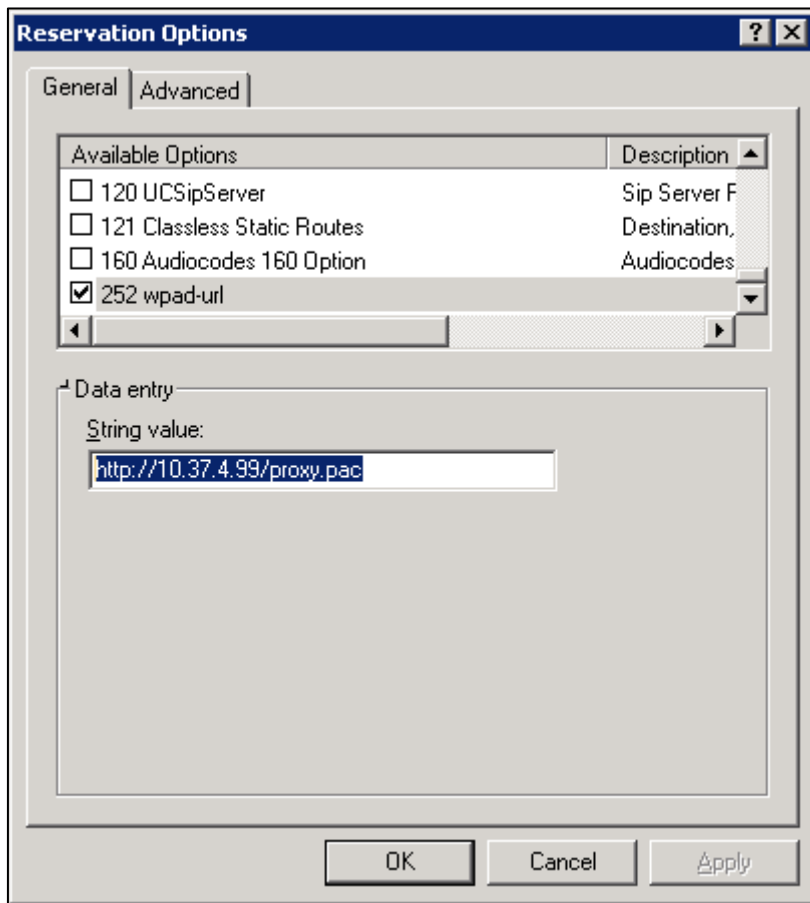 Reservation Options
General Advanced
Available Options Description
120 UCSipServer Sip Server F
121 Classless Static Routes Destination,
160 Audiocodes 160 Option Audiocodes
252 wpad-url
Data entry
String value:
http://10.37.4.99/proxy.pac
OK Cancel Apply